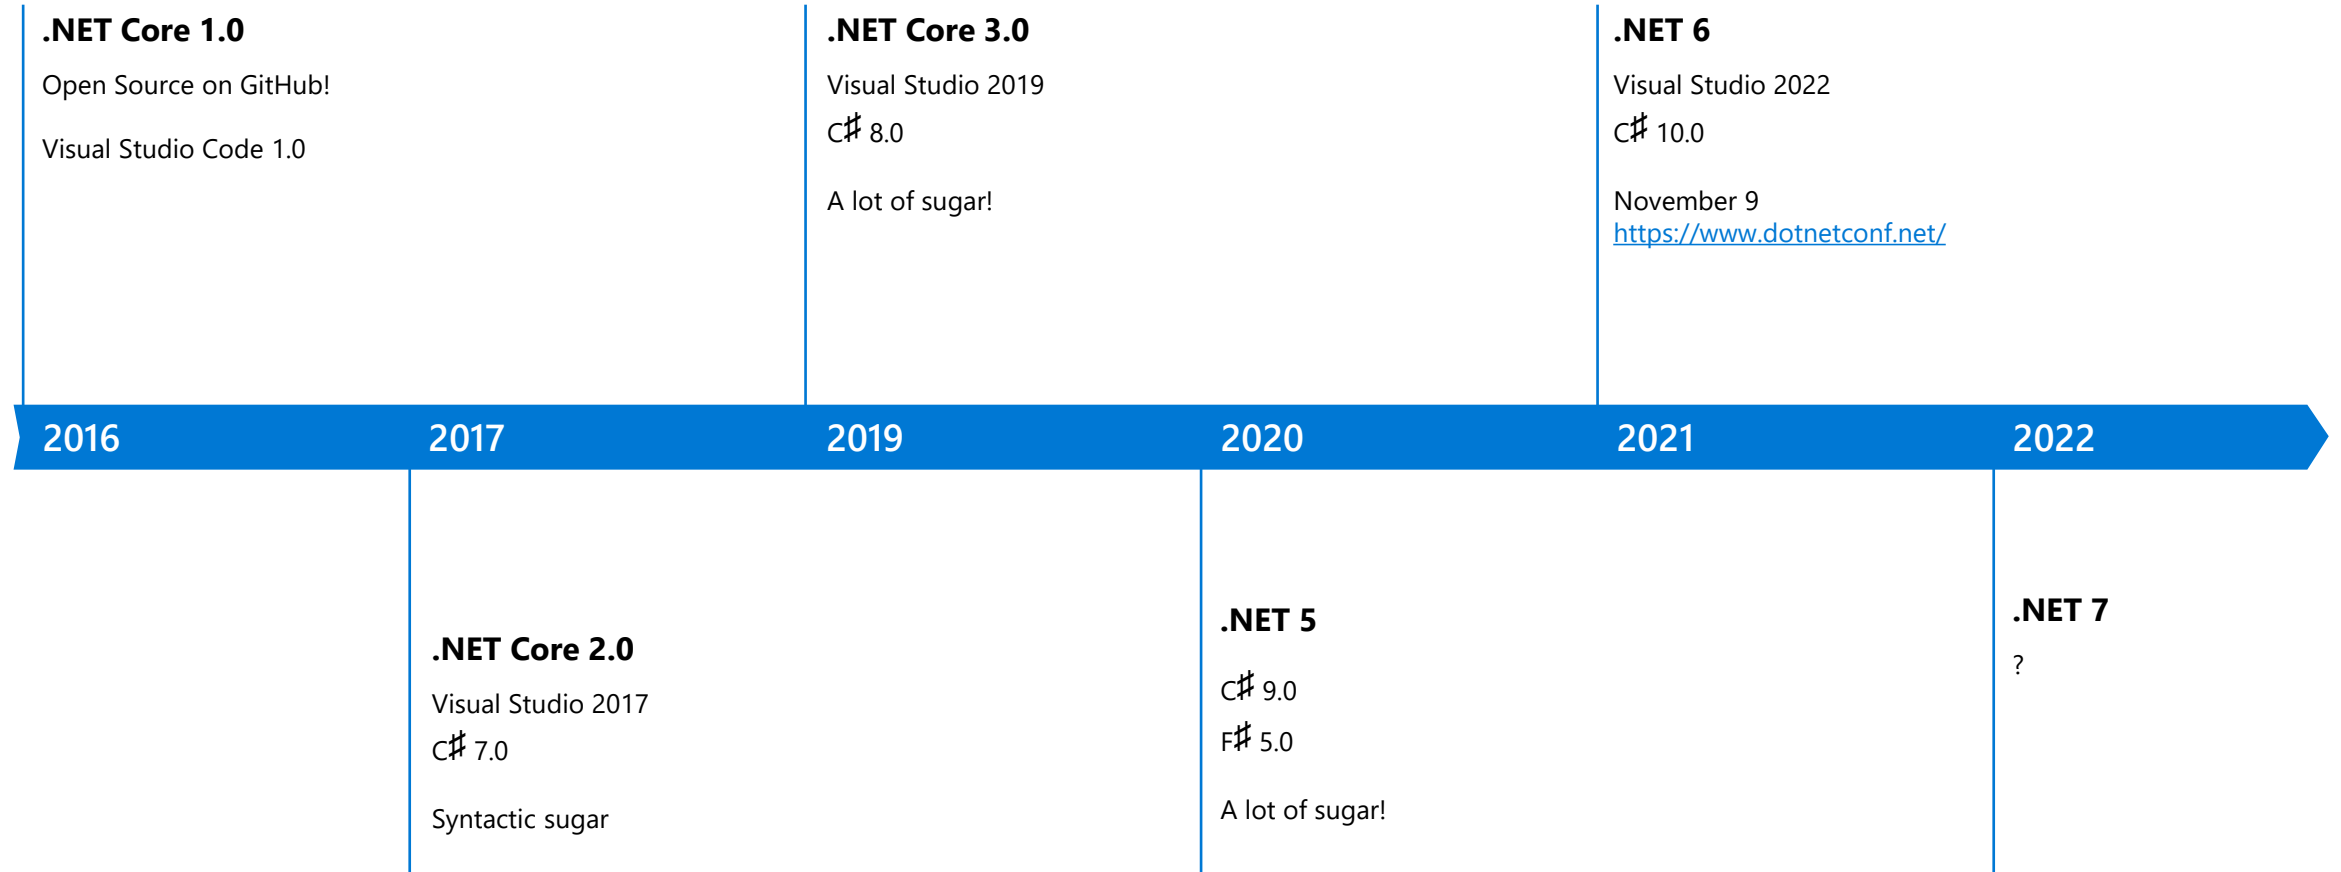 .NET Core 1.0
Open Source on GitHub!
Visual Studio Code 1.0
.NET Core 3.0
Visual Studio 2019
C♯ 8.0
A lot of sugar!
.NET 6
Visual Studio 2022
C♯ 10.0
November 9
https://www.dotnetconf.net/
2016 2017 2019 2020 2021 2022
.NET Core 2.0
Visual Studio 2017
C♯ 7.0
Syntactic sugar
.NET 5
C♯ 9.0
F♯ 5.0
A lot of sugar!
.NET 7
?